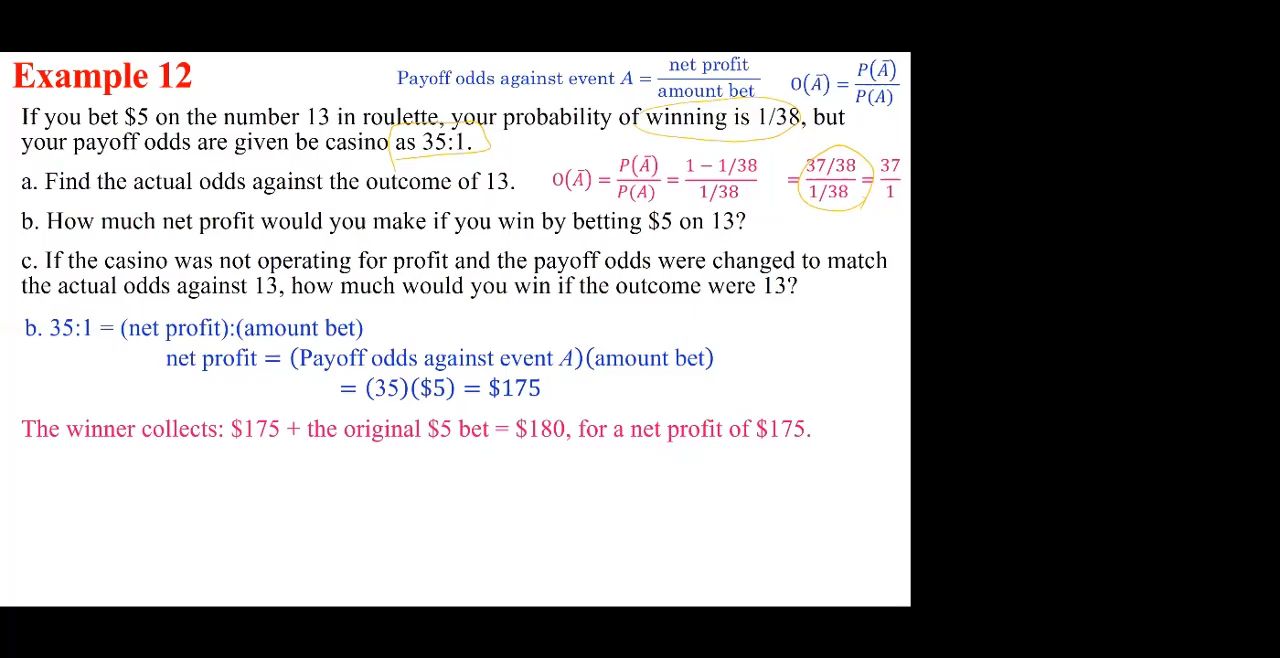 Example 12
Payoff odds against event A = net profit / amount bet
O(Ā) = P(Ā) / P(A)
If you bet $5 on the number 13 in roulette, your probability of winning is 1/38, but
your payoff odds are given be casino as 35:1.
a. Find the actual odds against the outcome of 13.
O(Ā) = P(Ā) / P(A) = 1 − 1/38 / 1/38 = 37/38 / 1/38 = 37 / 1
b. How much net profit would you make if you win by betting $5 on 13?
c. If the casino was not operating for profit and the payoff odds were changed to match
the actual odds against 13, how much would you win if the outcome were 13?
b. 35:1 = (net profit):(amount bet)
net profit = (Payoff odds against event A)(amount bet)
= (35)($5) = $175
The winner collects: $175 + the original $5 bet = $180, for a net profit of $175.